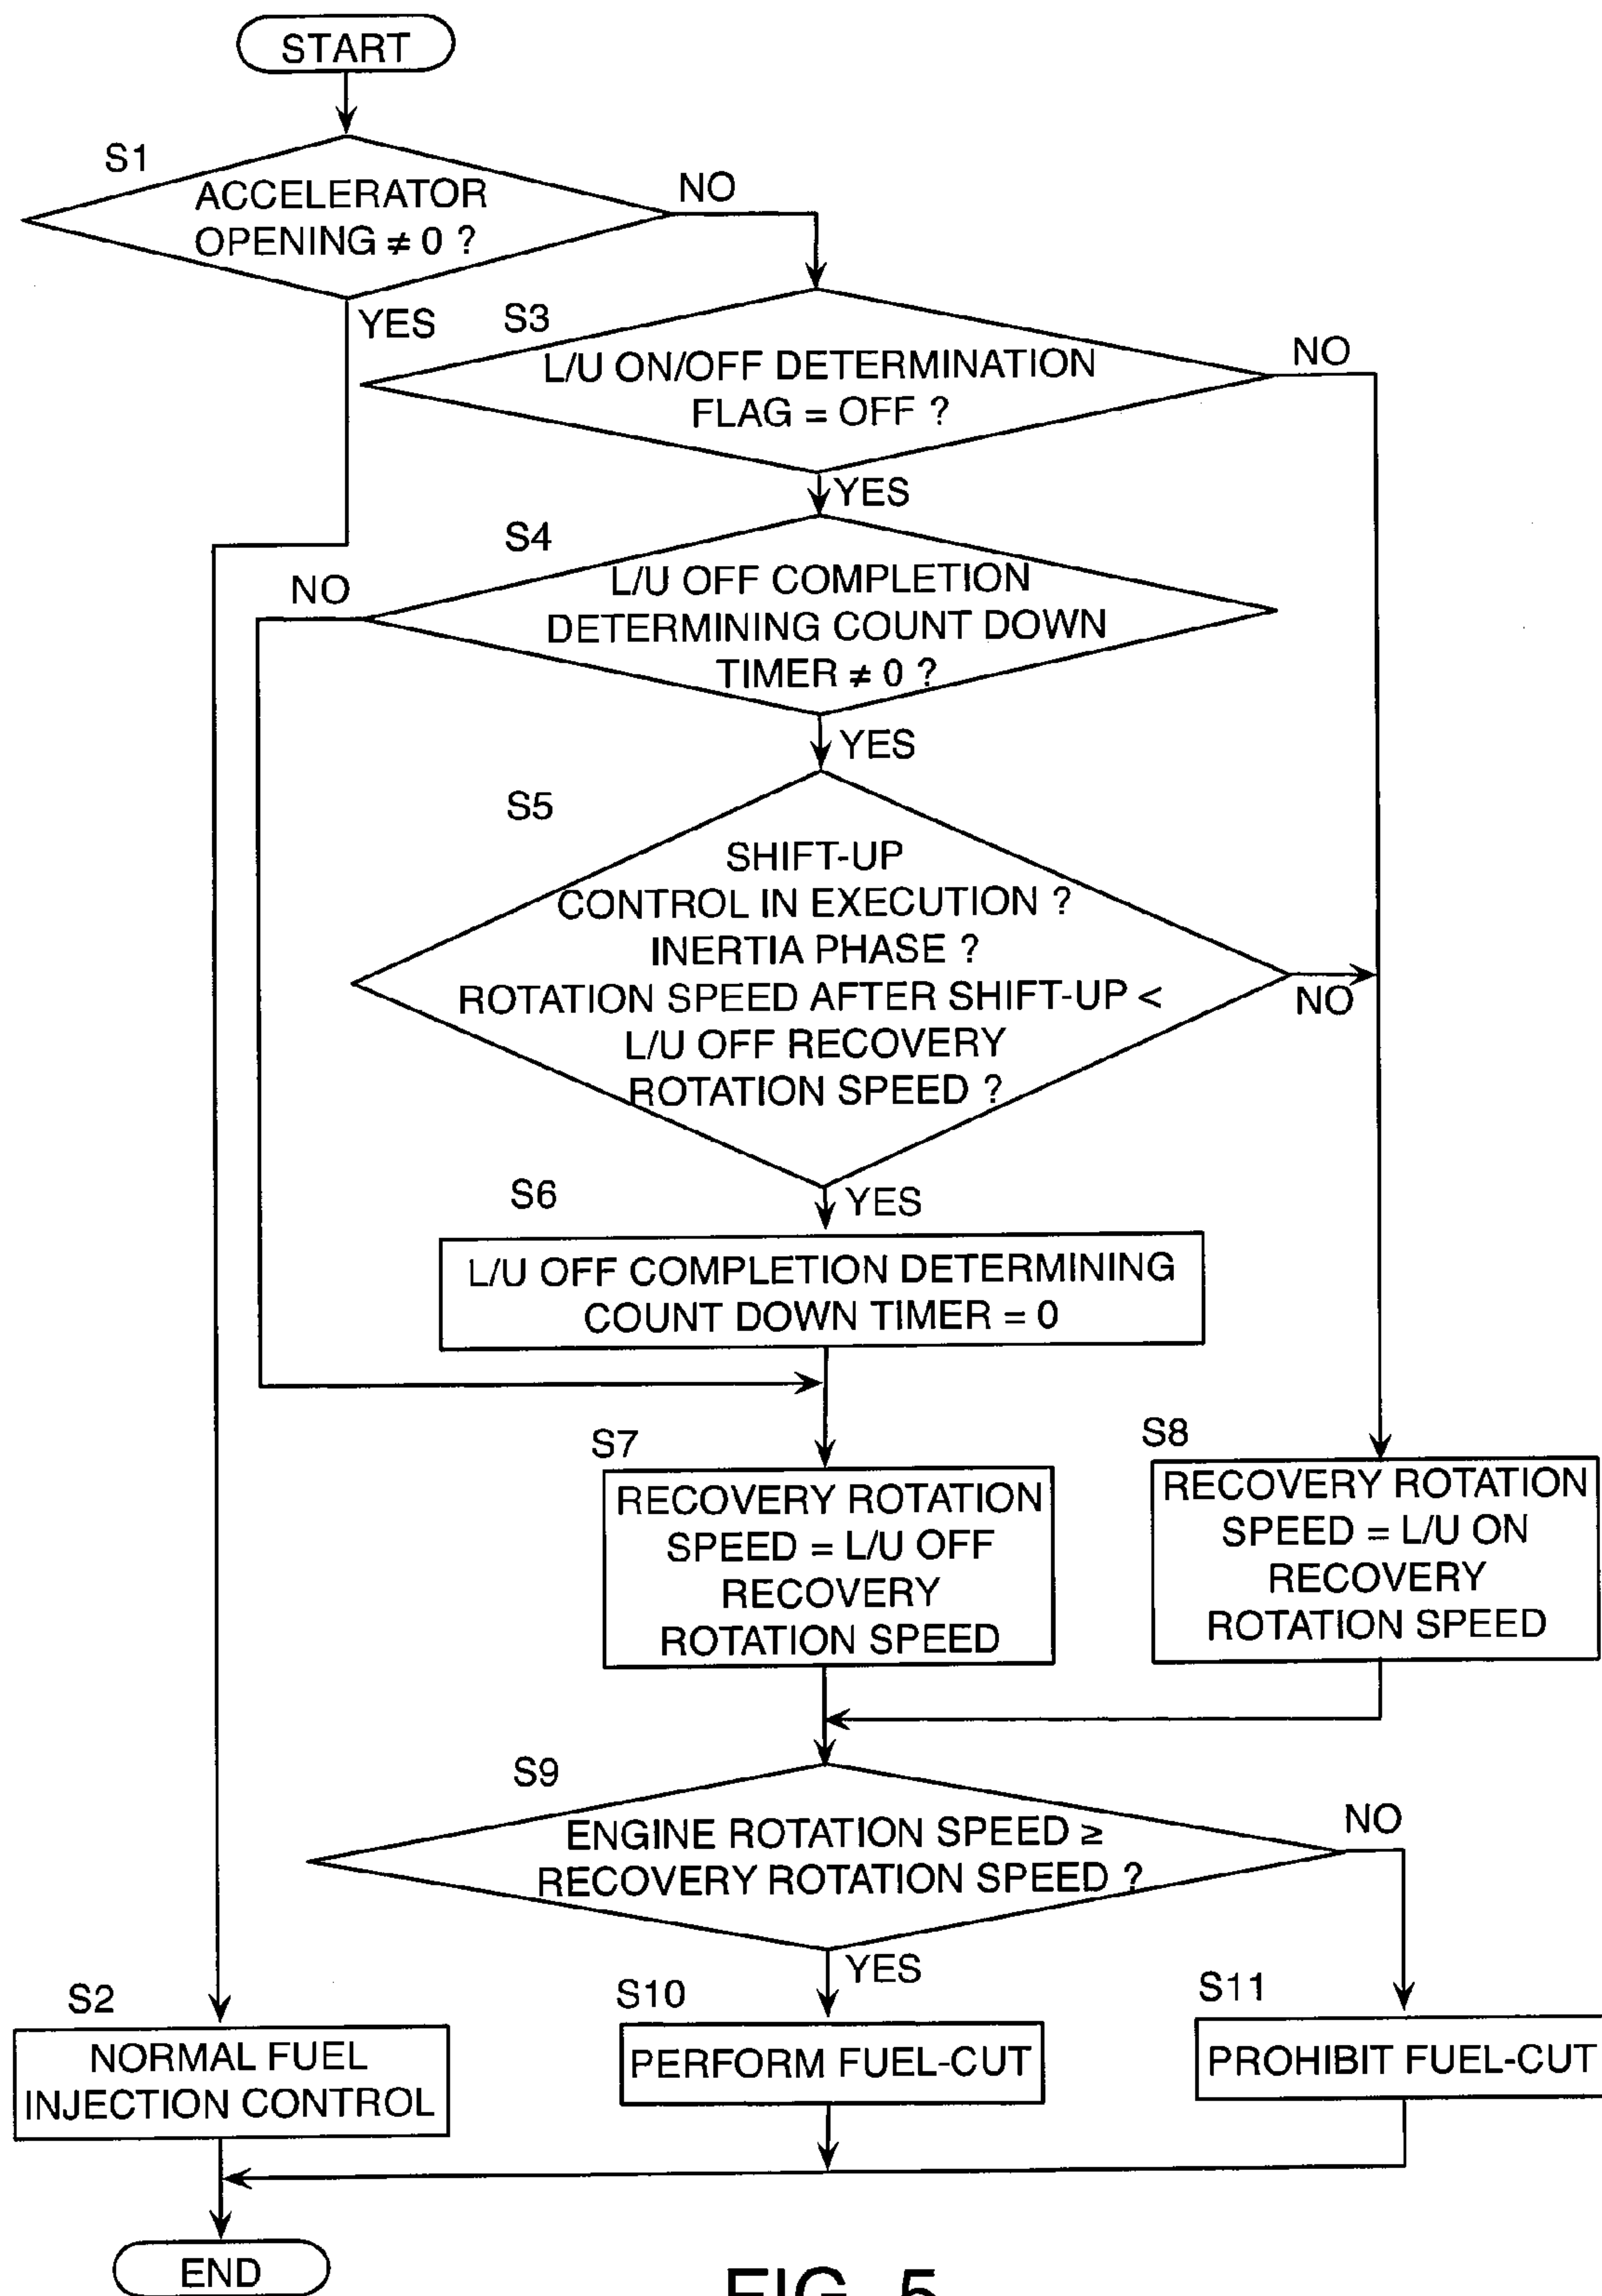 START
S1
ACCELERATOR
OPENING ≠ 0 ?
NO
YES
S3
L/U ON/OFF DETERMINATION
FLAG = OFF ?
NO
YES
S4
L/U OFF COMPLETION
DETERMINING COUNT DOWN
TIMER ≠ 0 ?
NO
YES
S5
SHIFT-UP
CONTROL IN EXECUTION ?
INERTIA PHASE ?
ROTATION SPEED AFTER SHIFT-UP <
L/U OFF RECOVERY
ROTATION SPEED ?
NO
YES
S6
L/U OFF COMPLETION DETERMINING
COUNT DOWN TIMER = 0
S7
RECOVERY ROTATION
SPEED = L/U OFF
RECOVERY
ROTATION SPEED
S8
RECOVERY ROTATION
SPEED = L/U ON
RECOVERY
ROTATION SPEED
S9
ENGINE ROTATION SPEED ≥
RECOVERY ROTATION SPEED ?
NO
YES
S2
NORMAL FUEL
INJECTION CONTROL
S10
PERFORM FUEL-CUT
S11
PROHIBIT FUEL-CUT
END
FIG. 5